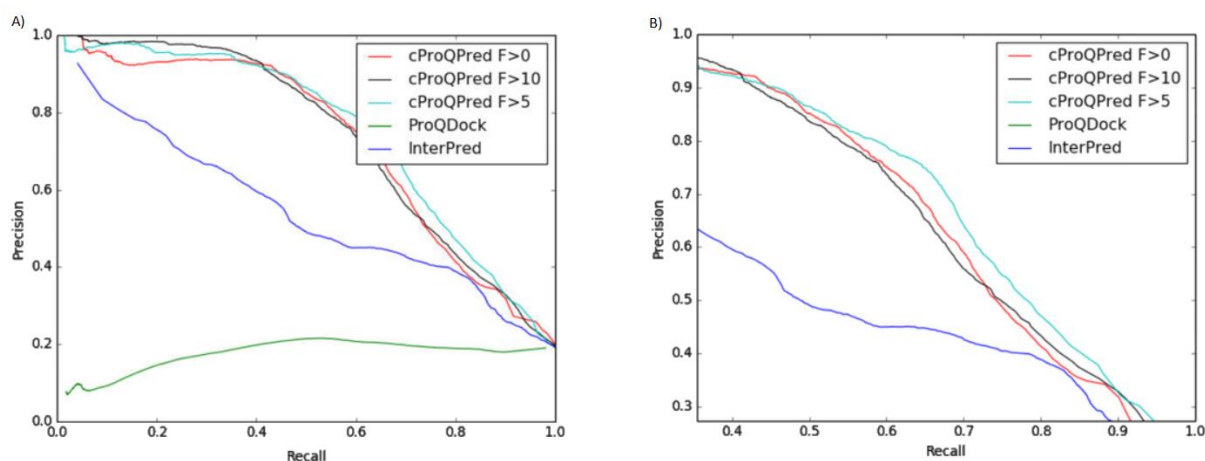 A)
1.0
0.8
0.6
0.4
0.2
0.0
Precision
0.0 0.2 0.4 0.6 0.8 1.0
Recall
cProQPred F>0
cProQPred F>10
cProQPred F>5
ProQDock
InterPred
B)
1.0
0.9
0.8
0.7
0.6
0.5
0.4
0.3
Precision
0.4 0.5 0.6 0.7 0.8 0.9 1.0
Recall
cProQPred F>0
cProQPred F>10
cProQPred F>5
ProQDock
InterPred